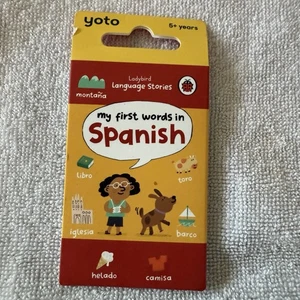 yoto
5+ years
Ladybird
Language Stories
montaña
my first words in
Spanish
libro
toro
iglesia
barco
helado
camisa